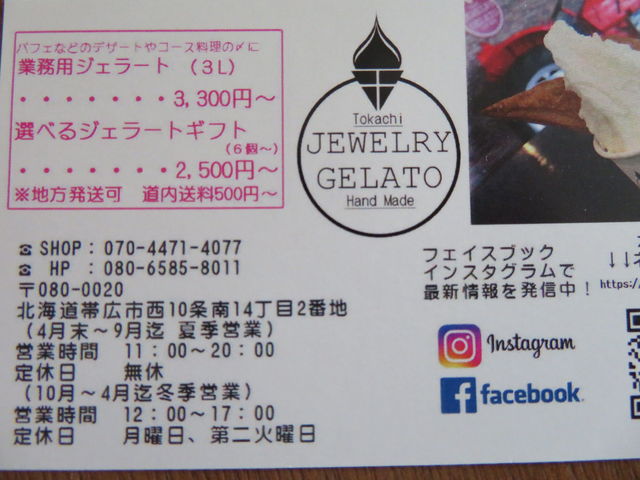 パフェなどのデザートやコース料理の〆に
業務用ジェラート (３L)
・・・・・・・3,300円～
選べるジェラートギフト
(６個～)
・・・・・・・2,500円～
※地方発送可 道内送料500円～
Tokachi
JEWELRY
GELATO
Hand Made
☎ SHOP：070-4471-4077
☎ HP ：080-6585-8011
〒080-0020
北海道帯広市西10条南14丁目2番地
(4月末～9月迄 夏季営業)
営業時間 11：00～20：00
定休日 無休
(10月～4月迄冬季営業)
営業時間 12：00～17：00
定休日 月曜日、第二火曜日
フェイスブック
インスタグラムで
最新情報を発信中！
↓↓
https:/
Instagram
facebook